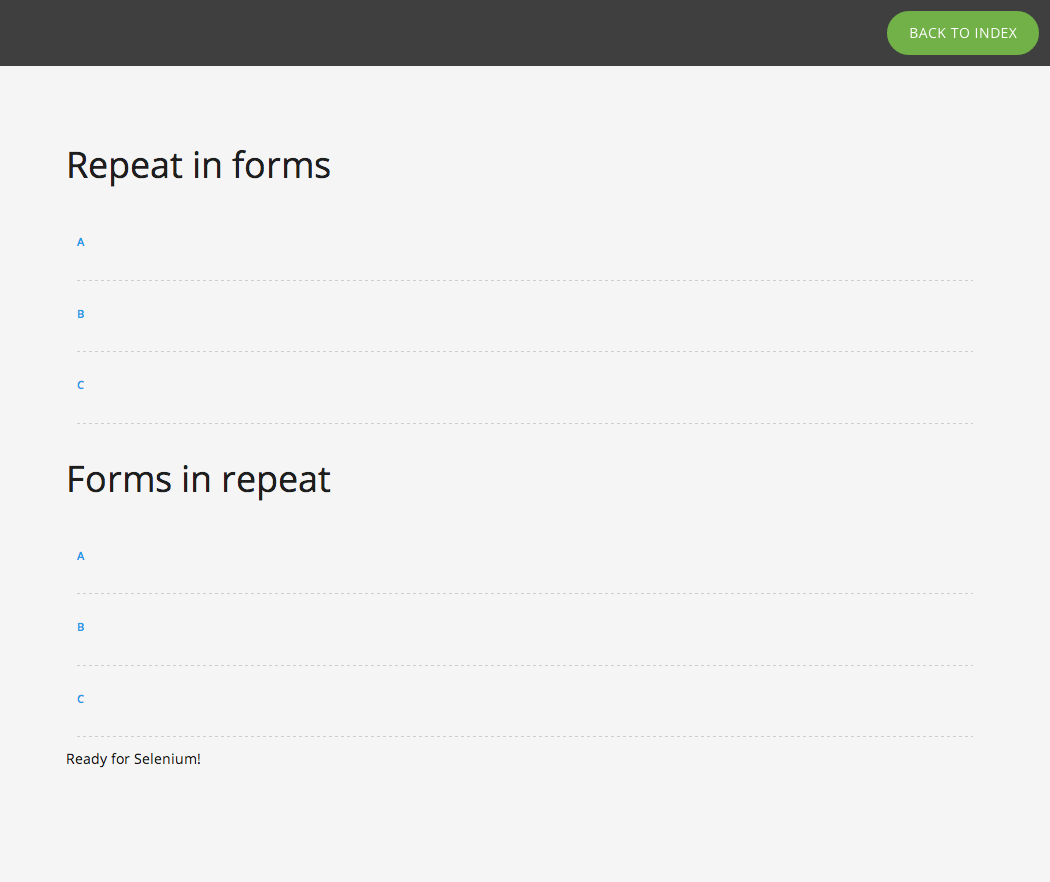 BACK TO INDEX
Repeat in forms
A
B
C
Forms in repeat
A
B
C
Ready for Selenium!